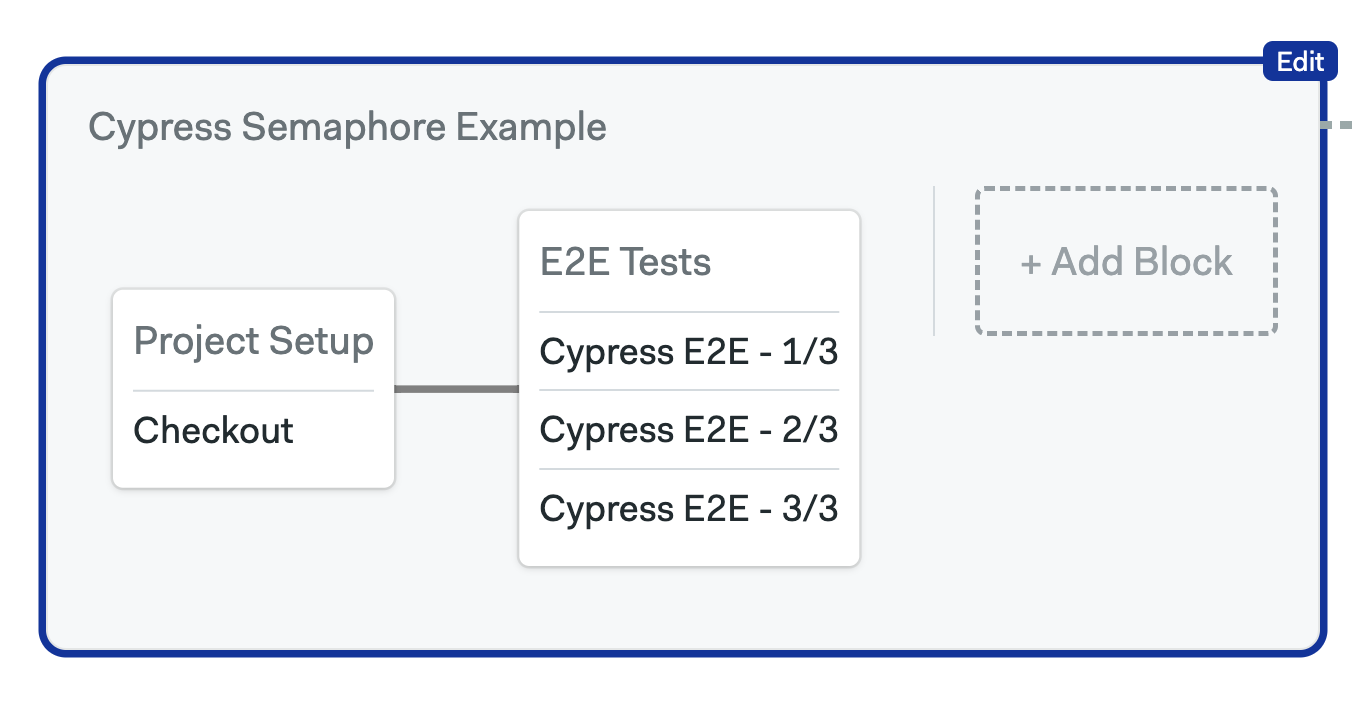 Edit
Cypress Semaphore Example
Project Setup
Checkout
E2E Tests
Cypress E2E - 1/3
Cypress E2E - 2/3
Cypress E2E - 3/3
+ Add Block